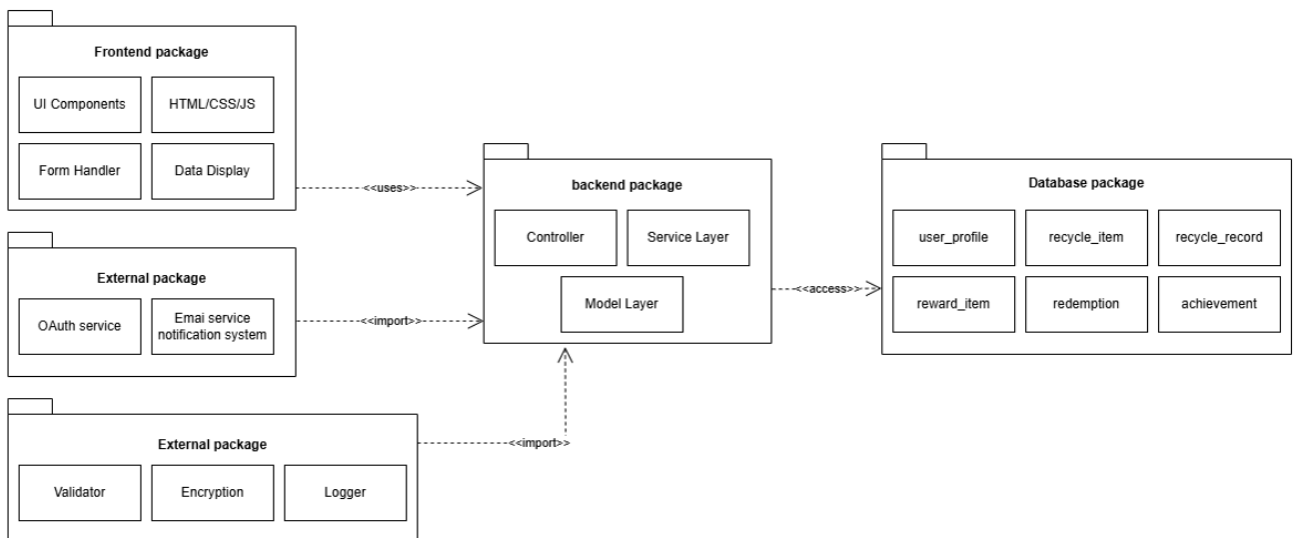 Frontend package
UI Components
HTML/CSS/JS
Form Handler
Data Display
<<uses>>
External package
OAuth service
Emai service
notification system
<<import>>
External package
Validator
Encryption
Logger
<<import>>
backend package
Controller
Service Layer
Model Layer
<<access>>
Database package
user_profile
recycle_item
recycle_record
reward_item
redemption
achievement